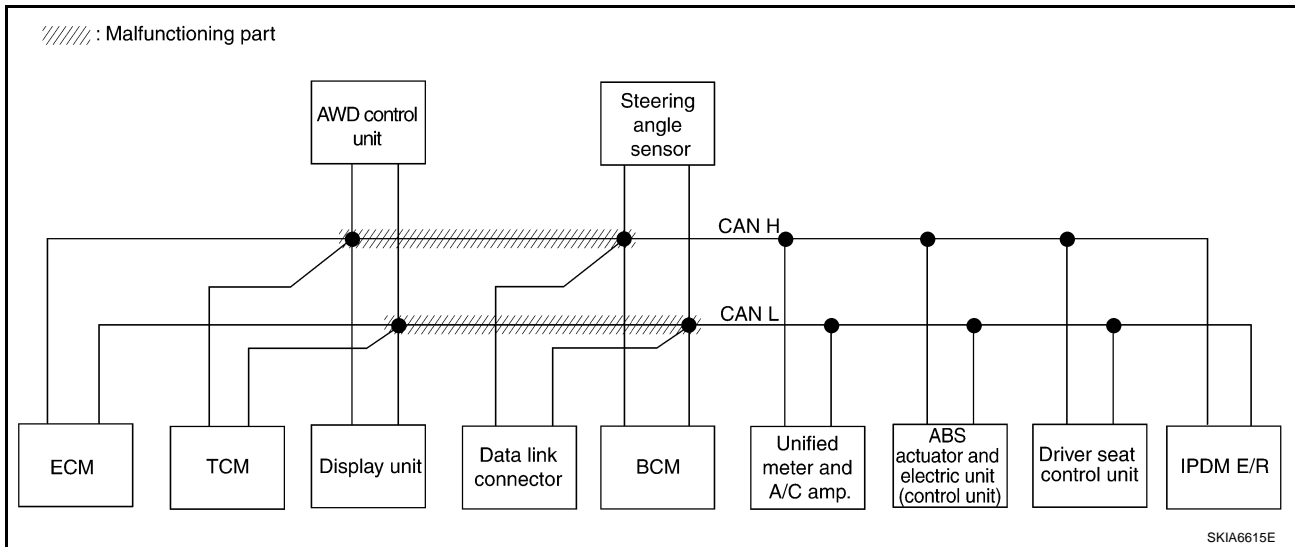 : Malfunctioning part
AWD control
unit
Steering
angle
sensor
CAN H
CAN L
ECM
TCM
Display unit
Data link
connector
BCM
Unified
meter and
A/C amp.
ABS
actuator and
electric unit
(control unit)
Driver seat
control unit
IPDM E/R
SKIA6615E